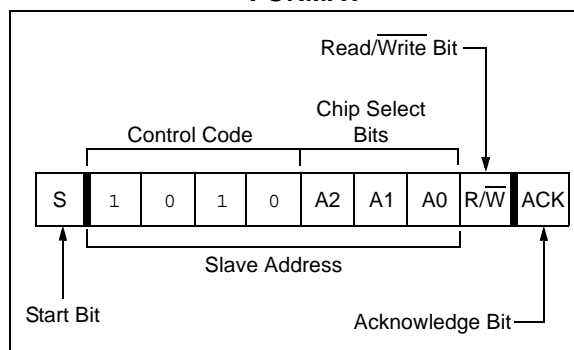 Read/Write Bit
Chip Select
Bits
Control Code
S 1 0 1 0 A2 A1 A0 R/W ACK
Slave Address
Start Bit
Acknowledge Bit